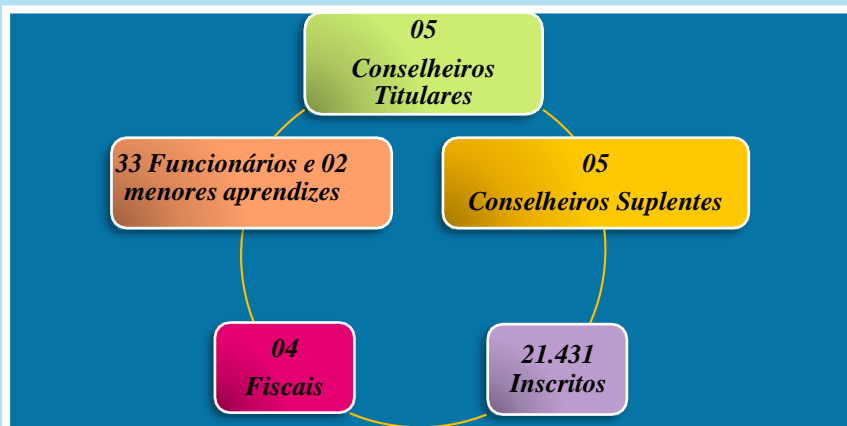 05
Conselheiros
Titulares
33 Funcionários e 02
menores aprendizes
05
Conselheiros Suplentes
04
Fiscais
21.431
Inscritos